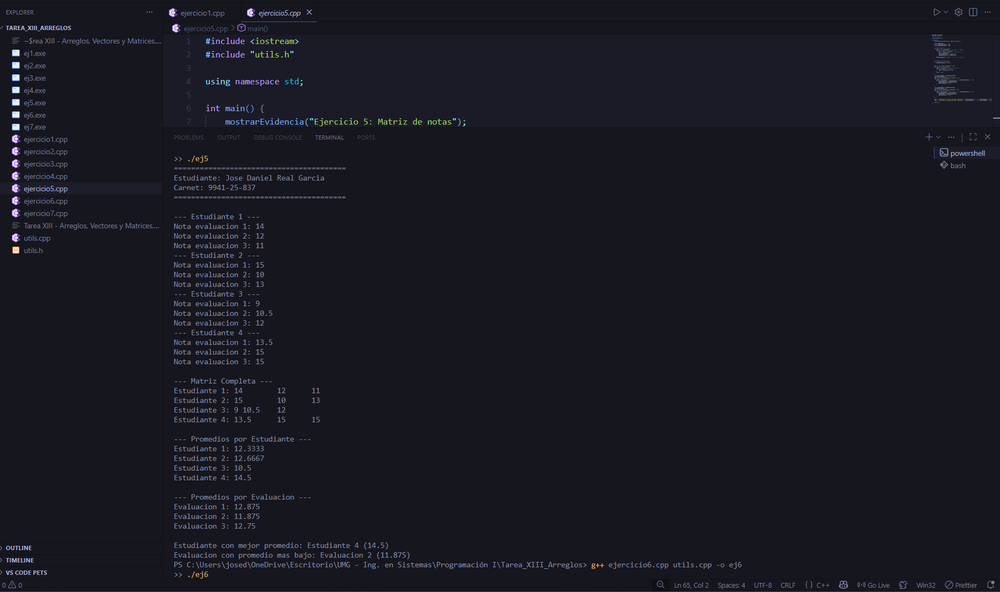 EXPLORER
TAREA_XIII_ARREGLOS
~$rea XIII - Arreglos, Vectores y Matrices....
ej1.exe
ej2.exe
ej3.exe
ej4.exe
ej5.exe
ej6.exe
ej7.exe
ejercicio1.cpp
ejercicio2.cpp
ejercicio3.cpp
ejercicio4.cpp
ejercicio5.cpp
ejercicio6.cpp
ejercicio7.cpp
Tarea XIII - Arreglos, Vectores y Matrices....
utils.cpp
utils.h
OUTLINE
TIMELINE
VS CODE PETS
ejercicio1.cpp ejercicio5.cpp
ejercicio5.cpp > main()
1 #include <iostream>
2 #include "utils.h"
3
4 using namespace std;
5
6 int main() {
7 mostrarEvidencia("Ejercicio 5: Matriz de notas");
PROBLEMS OUTPUT DEBUG CONSOLE TERMINAL PORTS
powershell
bash
>> ./ej5
========================================
Estudiante: Jose Daniel Real Garcia
Carnet: 9941-25-837
========================================
--- Estudiante 1 ---
Nota evaluacion 1: 14
Nota evaluacion 2: 12
Nota evaluacion 3: 11
--- Estudiante 2 ---
Nota evaluacion 1: 15
Nota evaluacion 2: 10
Nota evaluacion 3: 13
--- Estudiante 3 ---
Nota evaluacion 1: 9
Nota evaluacion 2: 10.5
Nota evaluacion 3: 12
--- Estudiante 4 ---
Nota evaluacion 1: 13.5
Nota evaluacion 2: 15
Nota evaluacion 3: 15
--- Matriz Completa ---
Estudiante 1: 14 12 11
Estudiante 2: 15 10 13
Estudiante 3: 9 10.5 12
Estudiante 4: 13.5 15 15
--- Promedios por Estudiante ---
Estudiante 1: 12.3333
Estudiante 2: 12.6667
Estudiante 3: 10.5
Estudiante 4: 14.5
--- Promedios por Evaluacion ---
Evaluacion 1: 12.875
Evaluacion 2: 11.875
Evaluacion 3: 12.75
Estudiante con mejor promedio: Estudiante 4 (14.5)
Evaluacion con promedio mas bajo: Evaluacion 2 (11.875)
PS C:\Users\josed\OneDrive\Escritorio\UMG - Ing. en Sistemas\Programación I\Tarea_XIII_Arreglos> g++ ejercicio6.cpp utils.cpp -o ej6
>> ./ej6
0 0 Ln 65, Col 2 Spaces: 4 UTF-8 CRLF {} C++ Go Live Win32 Prettier